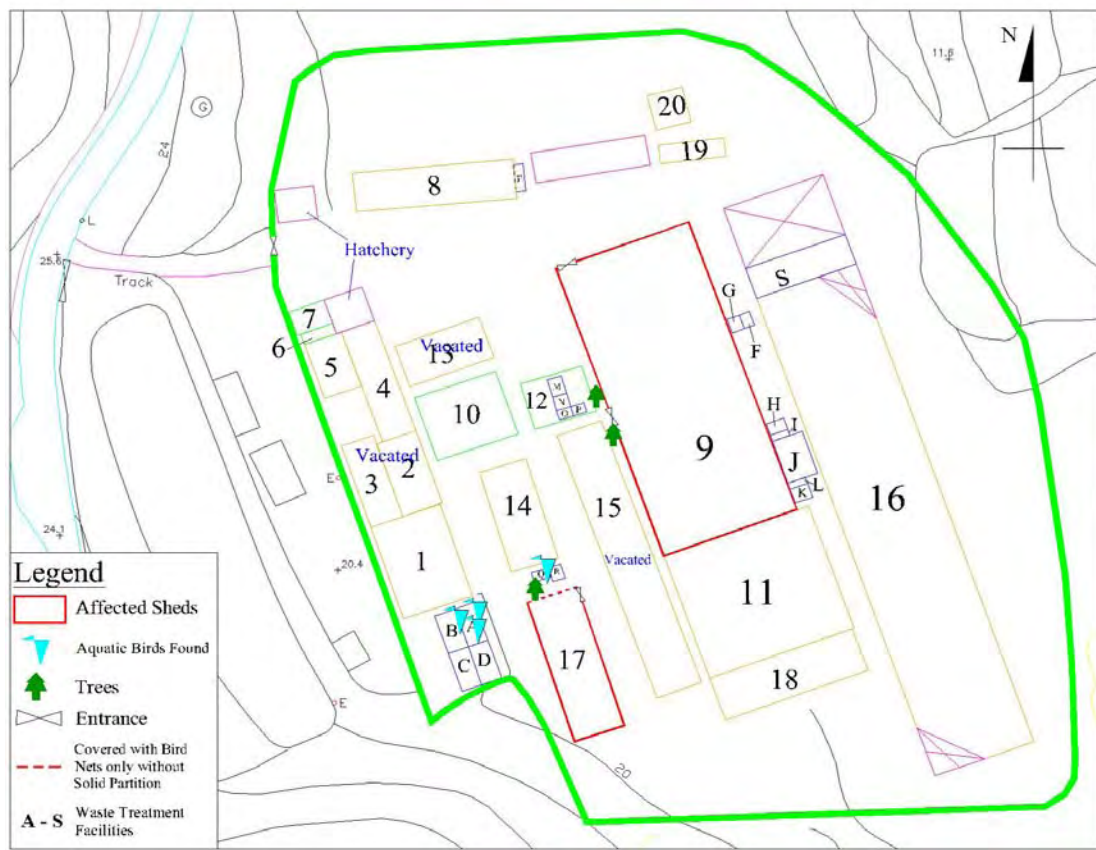 N
11.8
20
19
G
24
8
L
Hatchery
25.6
Track
S
G
F
7
6
5
13
Vacated
4
M
N
12
O
P
10
H
I
9
J
L
K
Vacated
2
3
E
14
15
16
24.1
20.4
1
Vacated
11
R
B
A
C
D
17
18
E
20
Legend
Affected Sheds
Aquatic Birds Found
Trees
Entrance
Covered with Bird
Nets only without
Solid Partition
A - S
Waste Treatment
Facilities